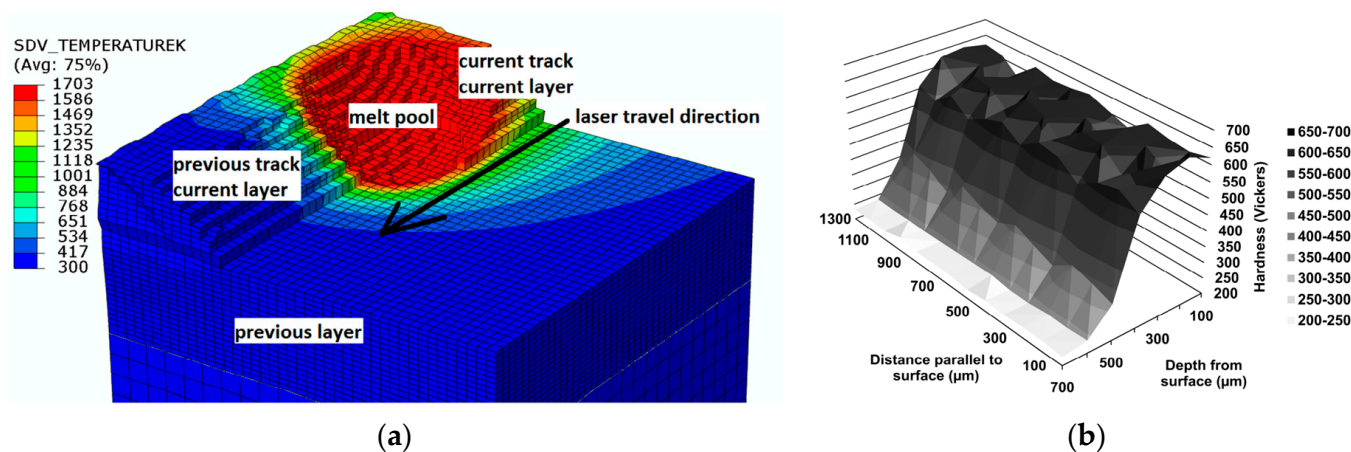 SDV_TEMPERATUREK
(Avg: 75%)
1703
1586
1469
1352
1235
1118
1001
884
768
651
534
417
300
current track
current layer
melt pool
laser travel direction
previous track
current layer
previous layer
(a)
700
650
600
550
500
450
400
350
300
250
200
Hardness (Vickers)
650-700
600-650
550-600
500-550
450-500
400-450
350-400
300-350
250-300
200-250
1300
1100
900
700
500
300
100
Distance parallel to
surface (µm)
100
300
500
700
Depth from
surface (µm)
(b)